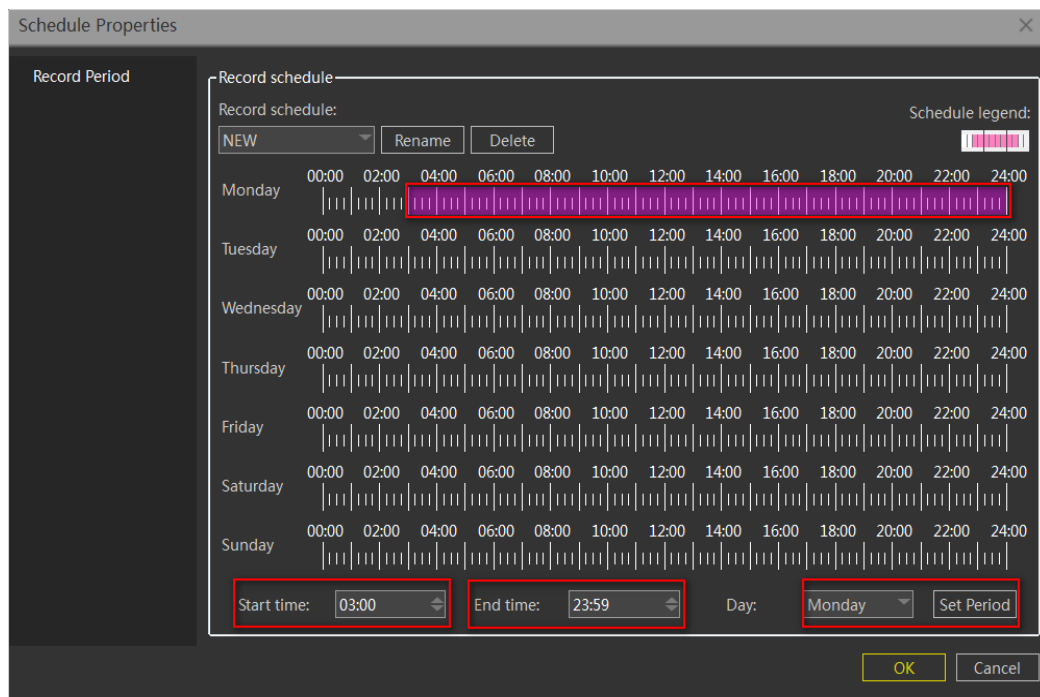 Schedule Properties
Record Period
Record schedule
Record schedule:
Schedule legend:
NEW Rename Delete
00:00 02:00 04:00 06:00 08:00 10:00 12:00 14:00 16:00 18:00 20:00 22:00 24:00
Monday
00:00 02:00 04:00 06:00 08:00 10:00 12:00 14:00 16:00 18:00 20:00 22:00 24:00
Tuesday
00:00 02:00 04:00 06:00 08:00 10:00 12:00 14:00 16:00 18:00 20:00 22:00 24:00
Wednesday
00:00 02:00 04:00 06:00 08:00 10:00 12:00 14:00 16:00 18:00 20:00 22:00 24:00
Thursday
00:00 02:00 04:00 06:00 08:00 10:00 12:00 14:00 16:00 18:00 20:00 22:00 24:00
Friday
00:00 02:00 04:00 06:00 08:00 10:00 12:00 14:00 16:00 18:00 20:00 22:00 24:00
Saturday
00:00 02:00 04:00 06:00 08:00 10:00 12:00 14:00 16:00 18:00 20:00 22:00 24:00
Sunday
Start time: 03:00 End time: 23:59 Day: Monday Set Period
OK Cancel